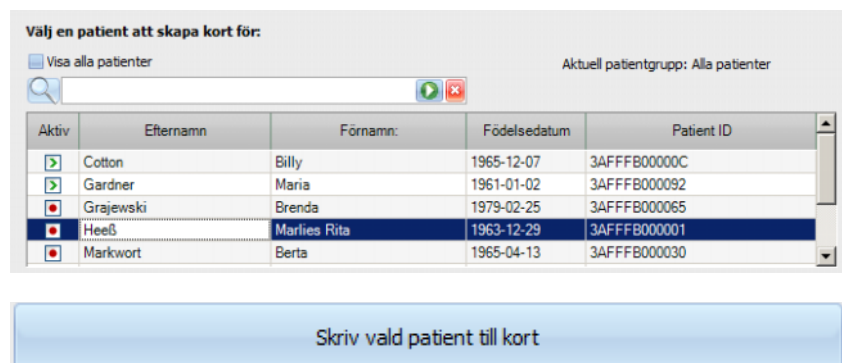 Välj en patient att skapa kort för:
Visa alla patienter
Aktuell patientgrupp: Alla patienter
Aktiv Efternamn Förnamn: Födelsedatum Patient ID
Cotton Billy 1965-12-07 3AFFFB00000C
Gardner Maria 1961-01-02 3AFFFB000092
Grajewski Brenda 1979-02-25 3AFFFB000065
Heeß Marlies Rita 1963-12-29 3AFFFB000001
Markwort Berta 1965-04-13 3AFFFB000030
Skriv vald patient till kort